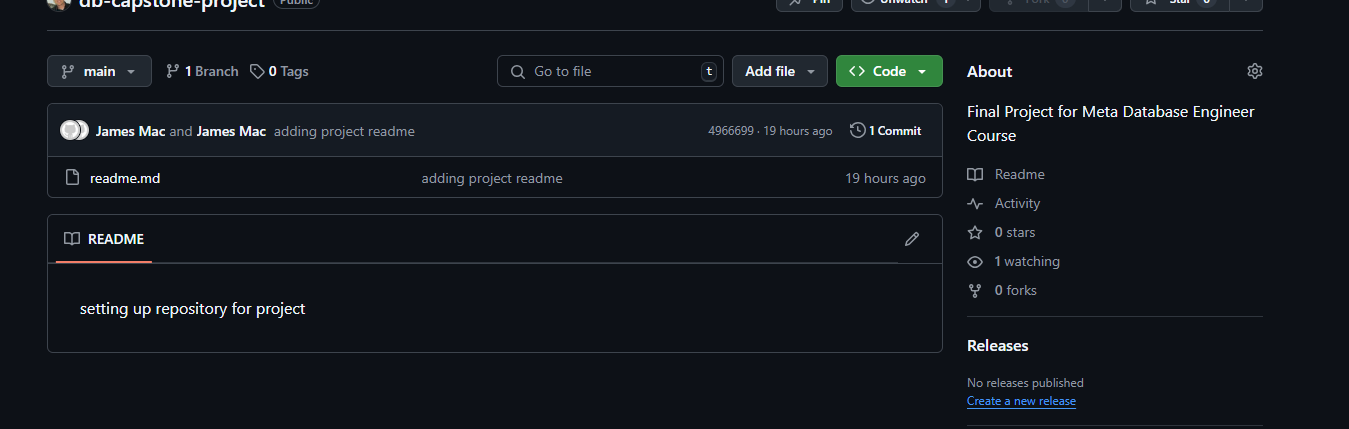 db-capstone-project Public
Pin Unwatch 1 Fork 0 Star 0
main 1 Branch 0 Tags Go to file t Add file Code
James Mac and James Mac adding project readme 4966699 · 19 hours ago 1 Commit
readme.md adding project readme 19 hours ago
README
setting up repository for project
About
Final Project for Meta Database Engineer
Course
Readme
Activity
0 stars
1 watching
0 forks
Releases
No releases published
Create a new release